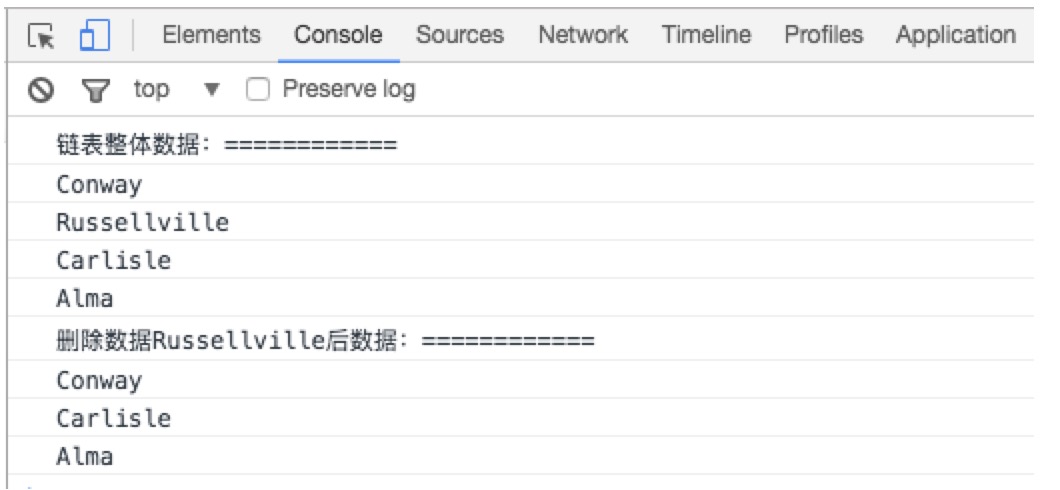 Elements Console Sources Network Timeline Profiles Application
top ▼ Preserve log
链表整体数据：============
Conway
Russellville
Carlisle
Alma
删除数据Russellville后数据：============
Conway
Carlisle
Alma